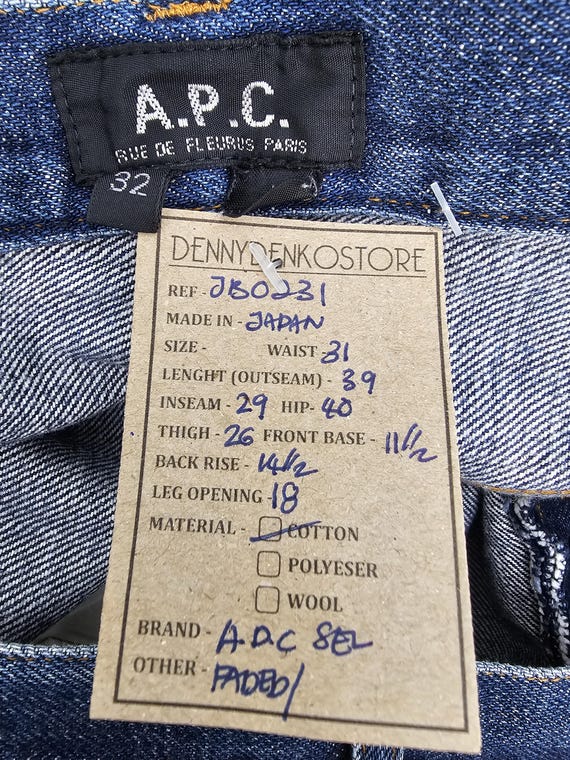 A.P.C.
RUE DE FLEURUS PARIS
32
DENNYDENKOSTORE
REF - JB0231
MADE IN - JAPAN
SIZE - WAIST 31
LENGHT (OUTSEAM) - 39
INSEAM - 29 HIP- 40
THIGH - 26 FRONT BASE - 11 1/2
BACK RISE - 14 1/2
LEG OPENING - 18
MATERIAL - COTTON
POLYESER
WOOL
BRAND - A.P.C SEL
OTHER - FADED/